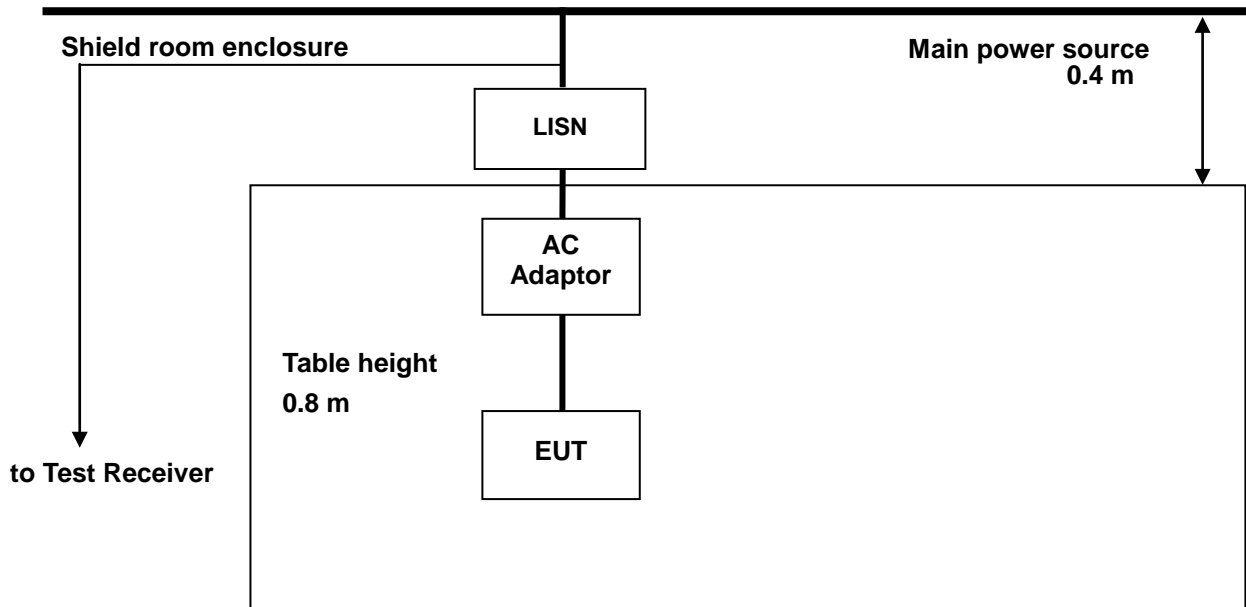 Shield room enclosure
Main power source
0.4 m
LISN
AC
Adaptor
Table height
0.8 m
EUT
to Test Receiver